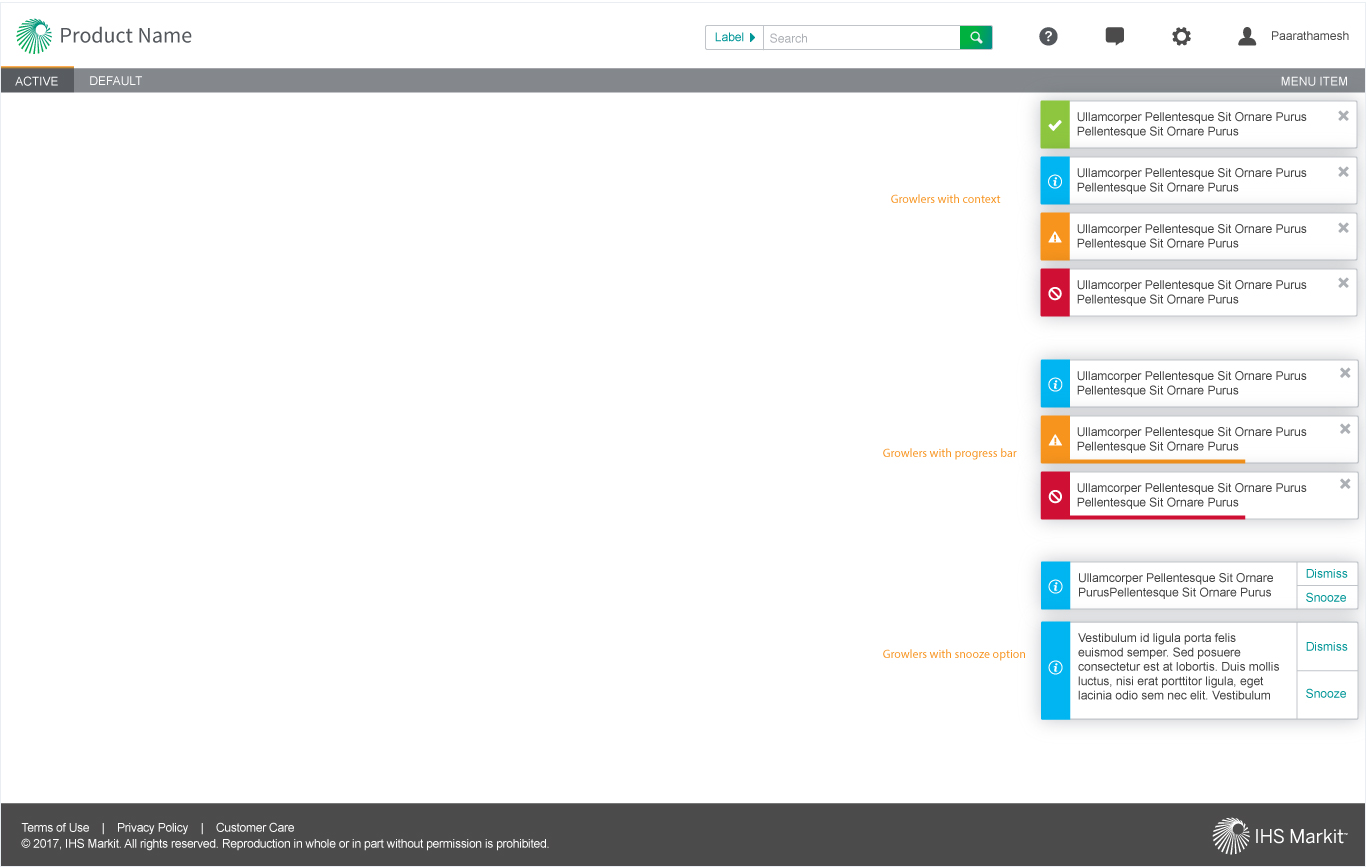 Product Name
Label
Search
?
Paarathamesh
ACTIVE
DEFAULT
MENU ITEM
Ullamcorper Pellentesque Sit Ornare Purus
Pellentesque Sit Ornare Purus
Growlers with context
Ullamcorper Pellentesque Sit Ornare Purus
Pellentesque Sit Ornare Purus
Ullamcorper Pellentesque Sit Ornare Purus
Pellentesque Sit Ornare Purus
Ullamcorper Pellentesque Sit Ornare Purus
Pellentesque Sit Ornare Purus
Growlers with progress bar
Ullamcorper Pellentesque Sit Ornare Purus
Pellentesque Sit Ornare Purus
Ullamcorper Pellentesque Sit Ornare Purus
Pellentesque Sit Ornare Purus
Ullamcorper Pellentesque Sit Ornare Purus
Pellentesque Sit Ornare Purus
Growlers with snooze option
Ullamcorper Pellentesque Sit Ornare
PurusPellentesque Sit Ornare Purus
Dismiss
Snooze
Vestibulum id ligula porta felis
euismod semper. Sed posuere
consectetur est at lobortis. Duis mollis
luctus, nisi erat porttitor ligula, eget
lacinia odio sem nec elit. Vestibulum
Dismiss
Snooze
Terms of Use | Privacy Policy | Customer Care
© 2017, IHS Markit. All rights reserved. Reproduction in whole or in part without permission is prohibited.
IHS Markit™